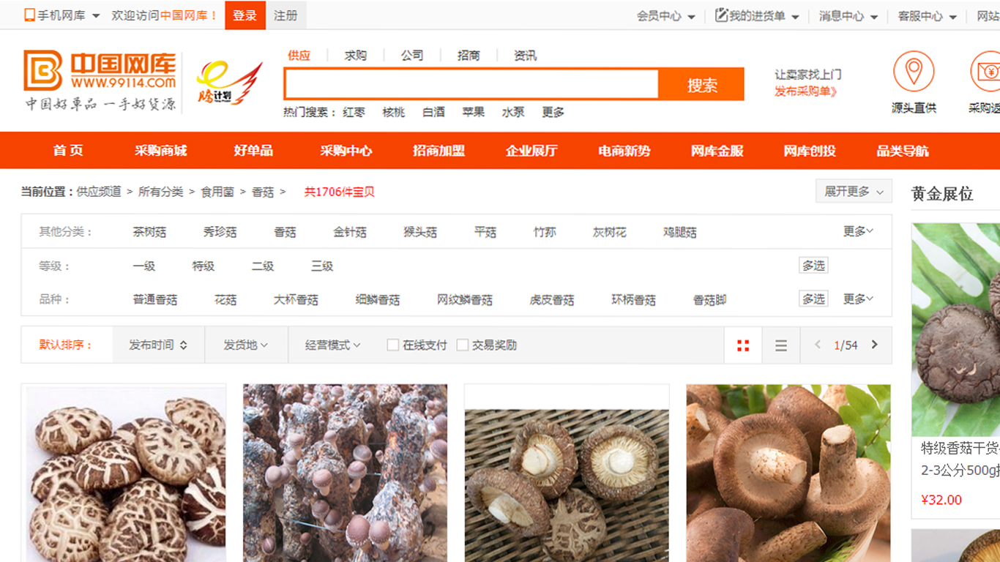 手机网库 欢迎访问中国网库！ 登录 注册 会员中心 我的进货单 消息中心 客服中心 网站
供应 求购 公司 招商 资讯
中国网库
WWW.99114.COM
中国好单品 一手好货源
腾计划
搜索
让卖家找上门
发布采购单》
源头直供 采购返
热门搜索： 红枣 核桃 白酒 苹果 水泵 更多
首 页 采购商城 好单品 采购中心 招商加盟 企业展厅 电商新势 网库金服 网库创投 品类导航
当前位置：供应频道 > 所有分类 > 食用菌 > 香菇 > 共1706件宝贝 展开更多 黄金展位
其他分类： 茶树菇 秀珍菇 香菇 金针菇 猴头菇 平菇 竹荪 灰树花 鸡腿菇 更多
等级： 一级 特级 二级 三级 多选
品种： 普通香菇 花菇 大杯香菇 细鳞香菇 网纹鳞香菇 虎皮香菇 环柄香菇 香菇脚 多选 更多
默认排序： 发布时间 发货地 经营模式 在线支付 交易奖励 < 1/54 >
特级香菇干货
2-3公分500g
¥32.00